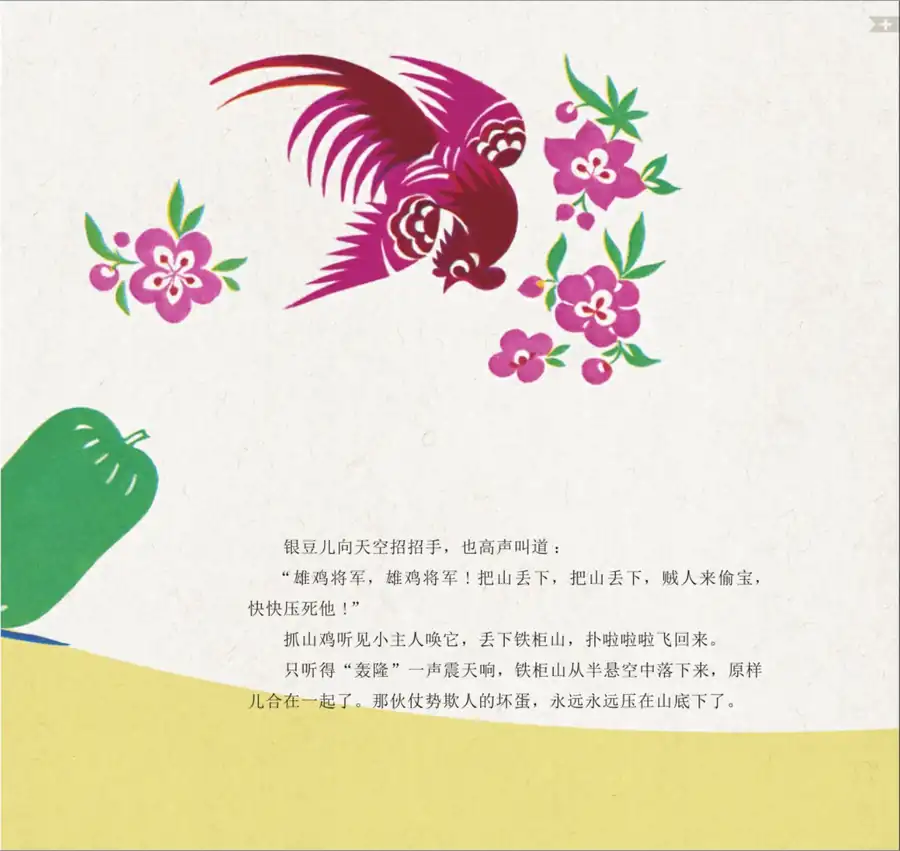 银豆儿向天空招招手，也高声叫道：
“雄鸡将军，雄鸡将军！把山丢下，把山丢下，贼人来偷宝，
快快压死他！”
抓山鸡听见小主人唤它，丢下铁柜山，扑啦啦啦飞回来。
只听得“轰隆”一声震天响，铁柜山从半悬空中落下来，原样
儿合在一起了。那伙仗势欺人的坏蛋，永远永远压在山底下了。